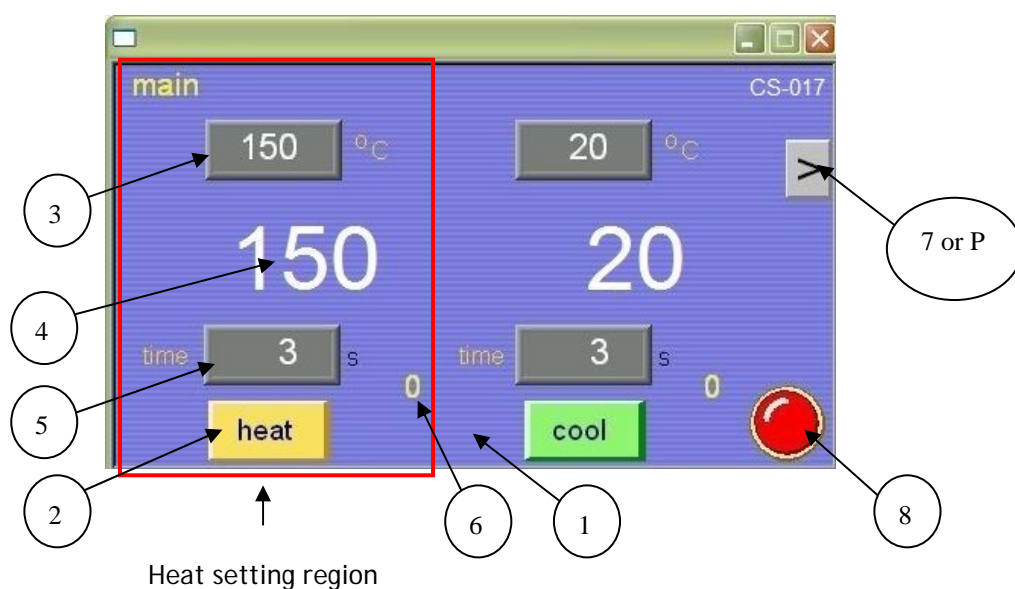 main
CS-017
150 °C
20 °C
>
3
7 or P
150
20
4
time 3 s
time 3 s
5
0
0
heat
cool
2
6
1
8
Heat setting region